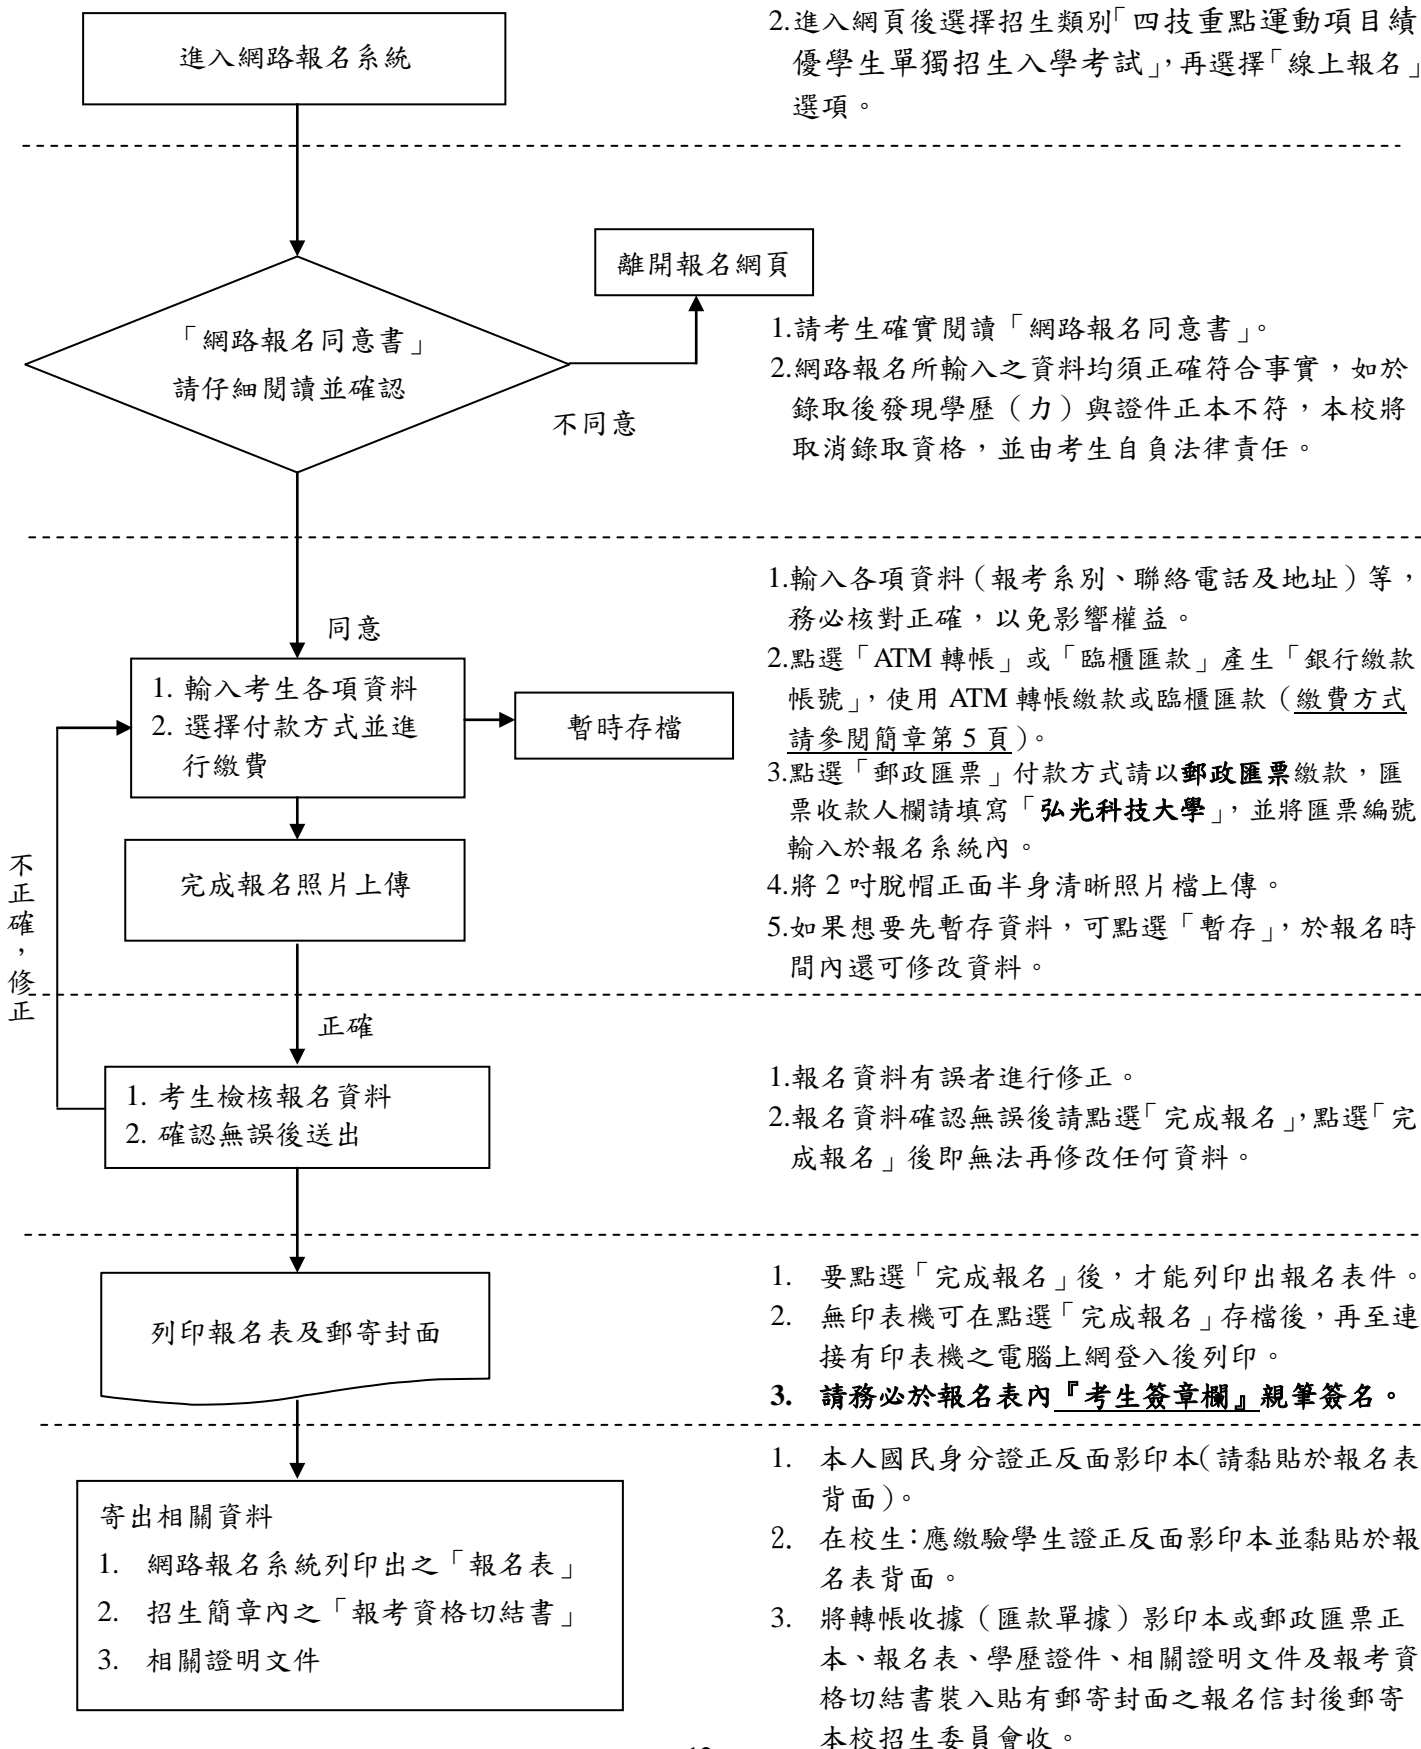 進入網路報名系統
2.進入網頁後選擇招生類別「四技重點運動項目績
優學生單獨招生入學考試」,再選擇「線上報名」
選項。
離開報名網頁
「網路報名同意書」
請仔細閱讀並確認
不同意
1.請考生確實閱讀「網路報名同意書」。
2.網路報名所輸入之資料均須正確符合事實,如於
錄取後發現學歷(力)與證件正本不符,本校將
取消錄取資格,並由考生自負法律責任。
同意
1. 輸入考生各項資料
2. 選擇付款方式並進
行繳費
暫時存檔
完成報名照片上傳
1.輸入各項資料(報考系別、聯絡電話及地址)等,
務必核對正確,以免影響權益。
2.點選「ATM 轉帳」或「臨櫃匯款」產生「銀行繳款
帳號」,使用 ATM 轉帳繳款或臨櫃匯款(繳費方式
請參閱簡章第 5 頁)。
3.點選「郵政匯票」付款方式請以郵政匯票繳款,匯
票收款人欄請填寫「弘光科技大學」,並將匯票編號
輸入於報名系統內。
4.將 2 吋脫帽正面半身清晰照片檔上傳。
5.如果想要先暫存資料,可點選「暫存」,於報名時
間內還可修改資料。
不正確,修正
正確
1. 考生檢核報名資料
2. 確認無誤後送出
1.報名資料有誤者進行修正。
2.報名資料確認無誤後請點選「完成報名」,點選「完
成報名」後即無法再修改任何資料。
列印報名表及郵寄封面
1. 要點選「完成報名」後,才能列印出報名表件。
2. 無印表機可在點選「完成報名」存檔後,再至連
接有印表機之電腦上網登入後列印。
3. 請務必於報名表內『考生簽章欄』親筆簽名。
寄出相關資料
1. 網路報名系統列印出之「報名表」
2. 招生簡章內之「報考資格切結書」
3. 相關證明文件
1. 本人國民身分證正反面影印本(請黏貼於報名表
背面)。
2. 在校生:應繳驗學生證正反面影印本並黏貼於報
名表背面。
3. 將轉帳收據(匯款單據)影印本或郵政匯票正
本、報名表、學歷證件、相關證明文件及報考資
格切結書裝入貼有郵寄封面之報名信封後郵寄
本校招生委員會收。